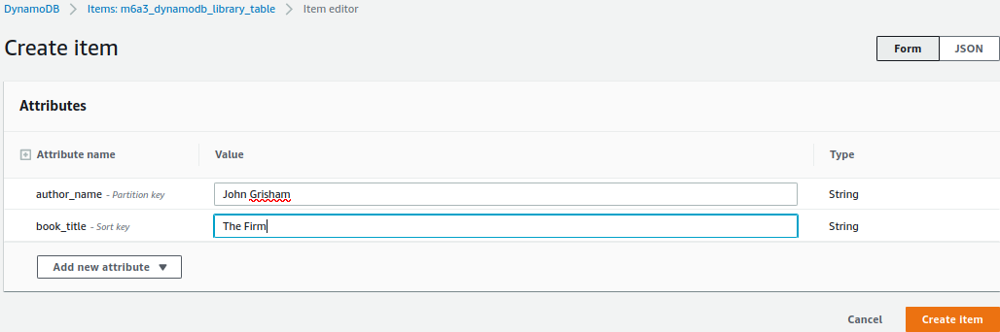 DynamoDB > Items: m6a3_dynamodb_library_table > Item editor
Create item
Form JSON
Attributes
Attribute name Value Type
author_name - Partition key John Grisham String
book_title - Sort key The Firm String
Add new attribute ▼
Cancel Create item